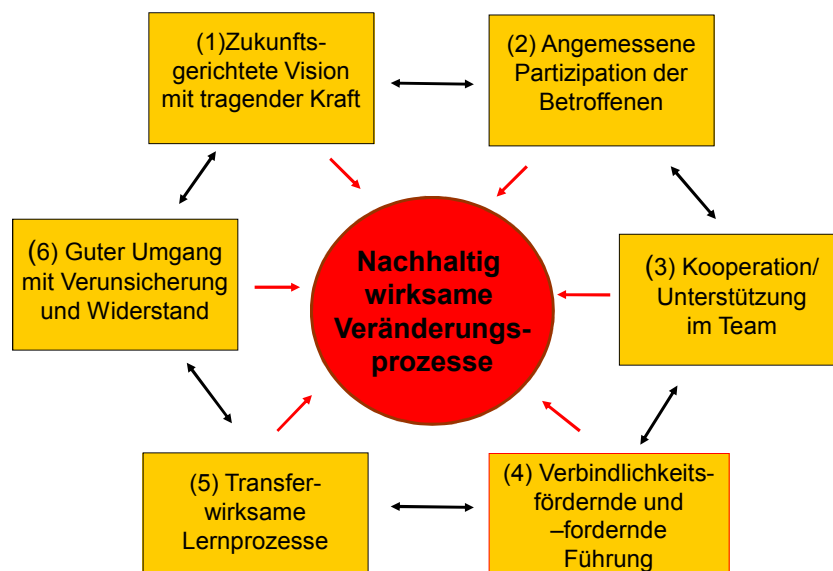 (1)Zukunfts-
gerichtete Vision
mit tragender Kraft
(2) Angemessene
Partizipation der
Betroffenen
(3) Kooperation/
Unterstützung
im Team
(4) Verbindlichkeits-
fördernde und
–fordernde
Führung
(5) Transfer-
wirksame
Lernprozesse
(6) Guter Umgang
mit Verunsicherung
und Widerstand
Nachhaltig
wirksame
Veränderungs-
prozesse